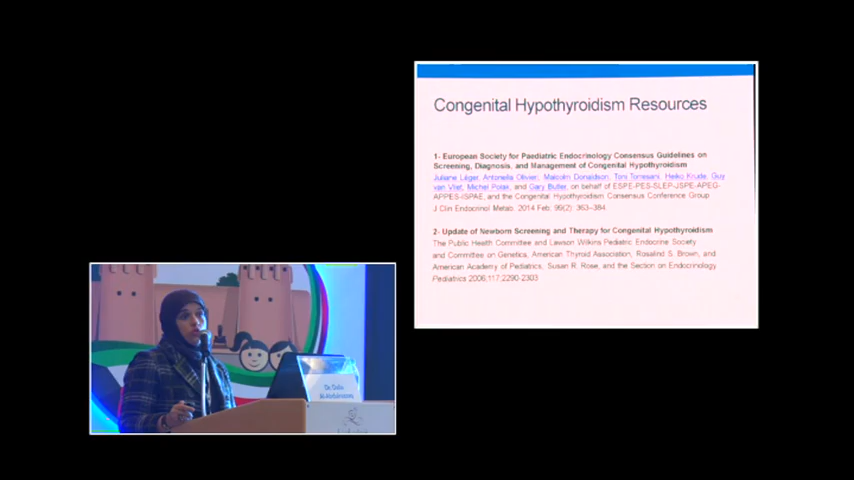 Congenital Hypothyroidism Resources
1- European Society for Paediatric Endocrinology Consensus Guidelines on
Screening, Diagnosis, and Management of Congenital Hypothyroidism
Juliane Léger, Antonella Olivieri, Malcolm Donaldson, Toni Torresani, Heiko Krude, Guy
van Vliet, Michel Polak, and Gary Butler, on behalf of ESPE-PES-SLEP-JSPE-APEG-
APPES-ISPAE, and the Congenital Hypothyroidism Consensus Conference Group
J Clin Endocrinol Metab. 2014 Feb; 99(2): 363–384.
2- Update of Newborn Screening and Therapy for Congenital Hypothyroidism
The Public Health Committee and Lawson Wilkins Pediatric Endocrine Society
and Committee on Genetics, American Thyroid Association, Rosalind S. Brown, and
American Academy of Pediatrics, Susan R. Rose, and the Section on Endocrinology
Pediatrics 2006;117;2290-2303
Dr. Dalia
Al-Abdulrazzaq